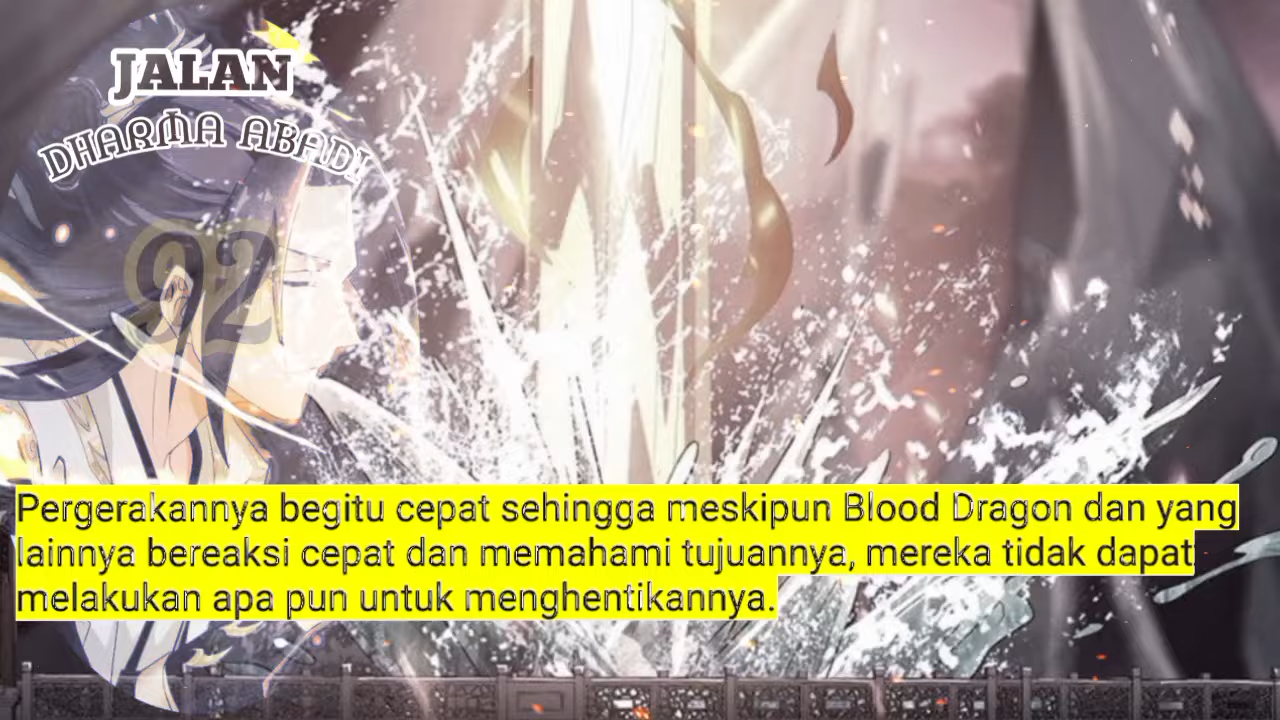 JALAN
DHARMA ABADI
92
Pergerakannya begitu cepat sehingga meskipun Blood Dragon dan yang
lainnya bereaksi cepat dan memahami tujuannya, mereka tidak dapat
melakukan apa pun untuk menghentikannya.